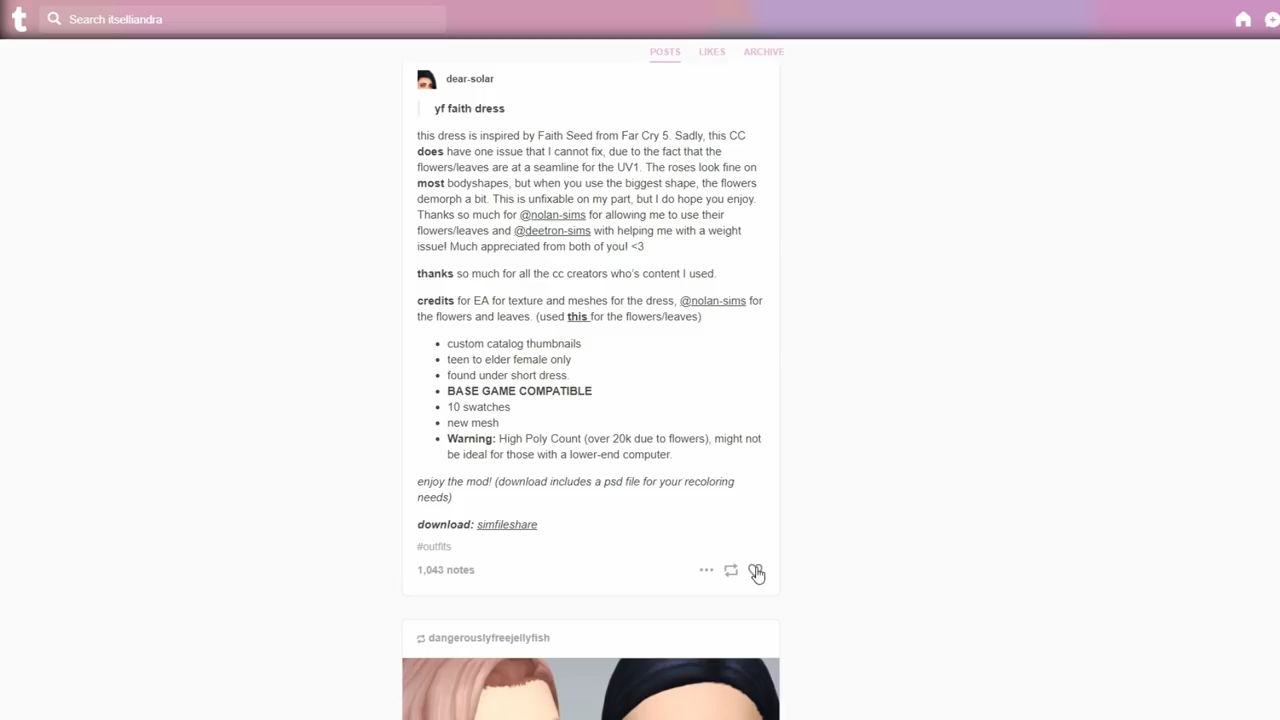 t
Search itselliandra
POSTS LIKES ARCHIVE
dear-solar
yf faith dress
this dress is inspired by Faith Seed from Far Cry 5. Sadly, this CC
does have one issue that I cannot fix, due to the fact that the
flowers/leaves are at a seamline for the UV1. The roses look fine on
most bodyshapes, but when you use the biggest shape, the flowers
demorph a bit. This is unfixable on my part, but I do hope you enjoy.
Thanks so much for @nolan-sims for allowing me to use their
flowers/leaves and @deetron-sims with helping me with a weight
issue! Much appreciated from both of you! <3
thanks so much for all the cc creators who's content I used.
credits for EA for texture and meshes for the dress, @nolan-sims for
the flowers and leaves. (used this for the flowers/leaves)
• custom catalog thumbnails
• teen to elder female only
• found under short dress.
• BASE GAME COMPATIBLE
• 10 swatches
• new mesh
• Warning: High Poly Count (over 20k due to flowers), might not
be ideal for those with a lower-end computer.
enjoy the mod! (download includes a psd file for your recoloring
needs)
download: simfileshare
#outfits
1,043 notes
dangerouslyfreejellyfish